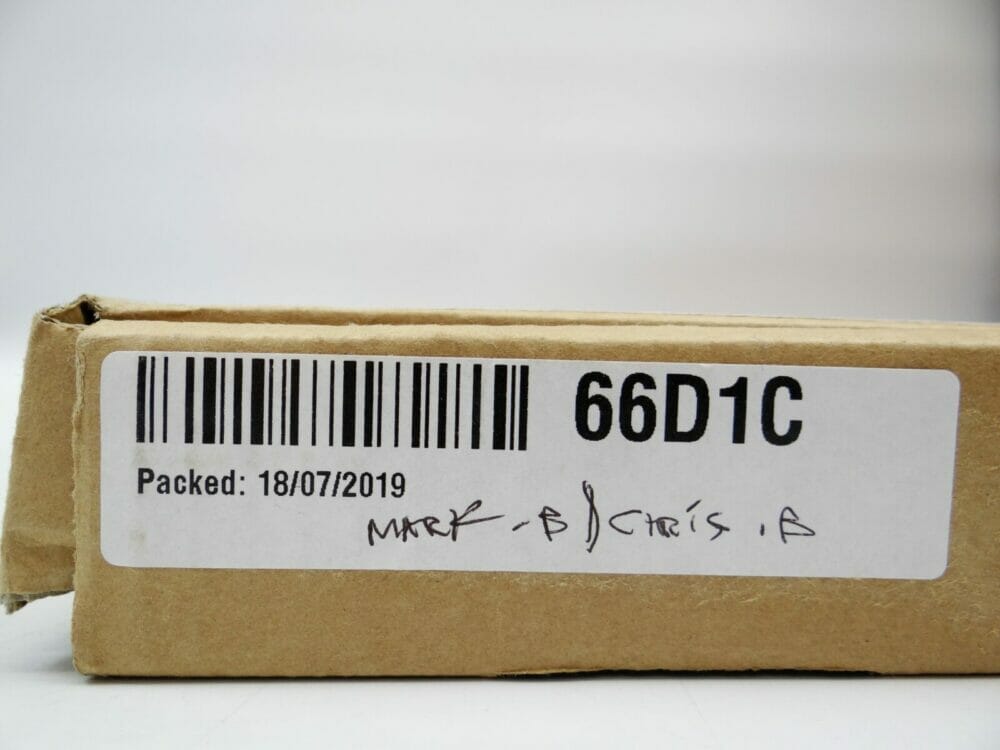 66D1C
Packed: 18/07/2019
MARK - B / CHRIS . B